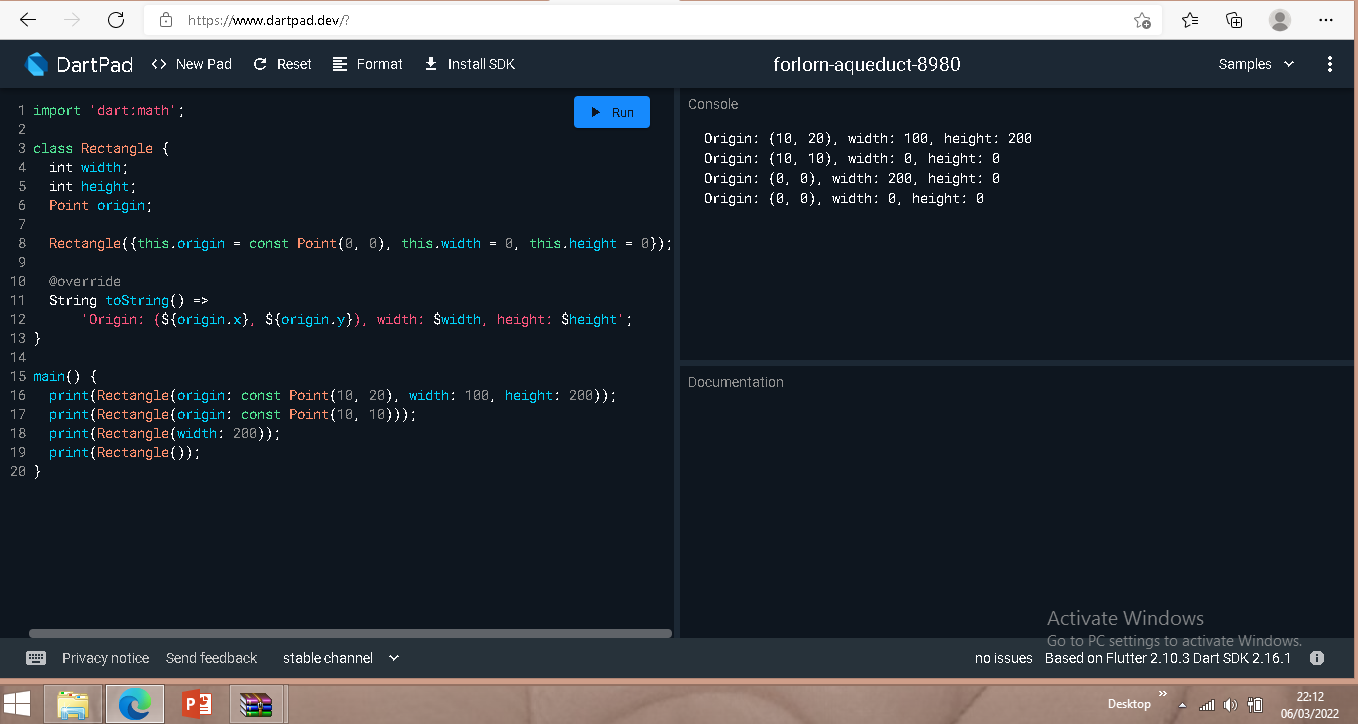 https://www.dartpad.dev/?
DartPad
New Pad
Reset
Format
Install SDK
forlorn-aqueduct-8980
Samples
1 import 'dart:math';
2
3 class Rectangle {
4   int width;
5   int height;
6   Point origin;
7
8   Rectangle({this.origin = const Point(0, 0), this.width = 0, this.height = 0});
9
10   @override
11   String toString() =>
12       'Origin: (${origin.x}, ${origin.y}), width: $width, height: $height';
13 }
14
15 main() {
16   print(Rectangle(origin: const Point(10, 20), width: 100, height: 200));
17   print(Rectangle(origin: const Point(10, 10)));
18   print(Rectangle(width: 200));
19   print(Rectangle());
20 }
Run
Console
Origin: (10, 20), width: 100, height: 200
Origin: (10, 10), width: 0, height: 0
Origin: (0, 0), width: 200, height: 0
Origin: (0, 0), width: 0, height: 0
Documentation
Activate Windows
Go to PC settings to activate Windows.
Privacy notice
Send feedback
stable channel
no issues
Based on Flutter 2.10.3 Dart SDK 2.16.1
P
Desktop
22:12
06/03/2022